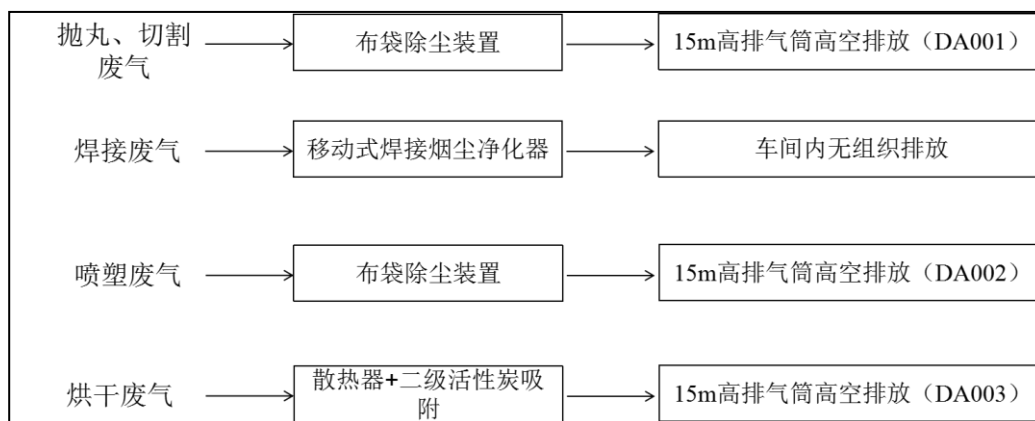 抛丸、切割
废气
布袋除尘装置
15m高排气筒高空排放（DA001）
焊接废气
移动式焊接烟尘净化器
车间内无组织排放
喷塑废气
布袋除尘装置
15m高排气筒高空排放（DA002）
烘干废气
散热器+二级活性炭吸
附
15m高排气筒高空排放（DA003）